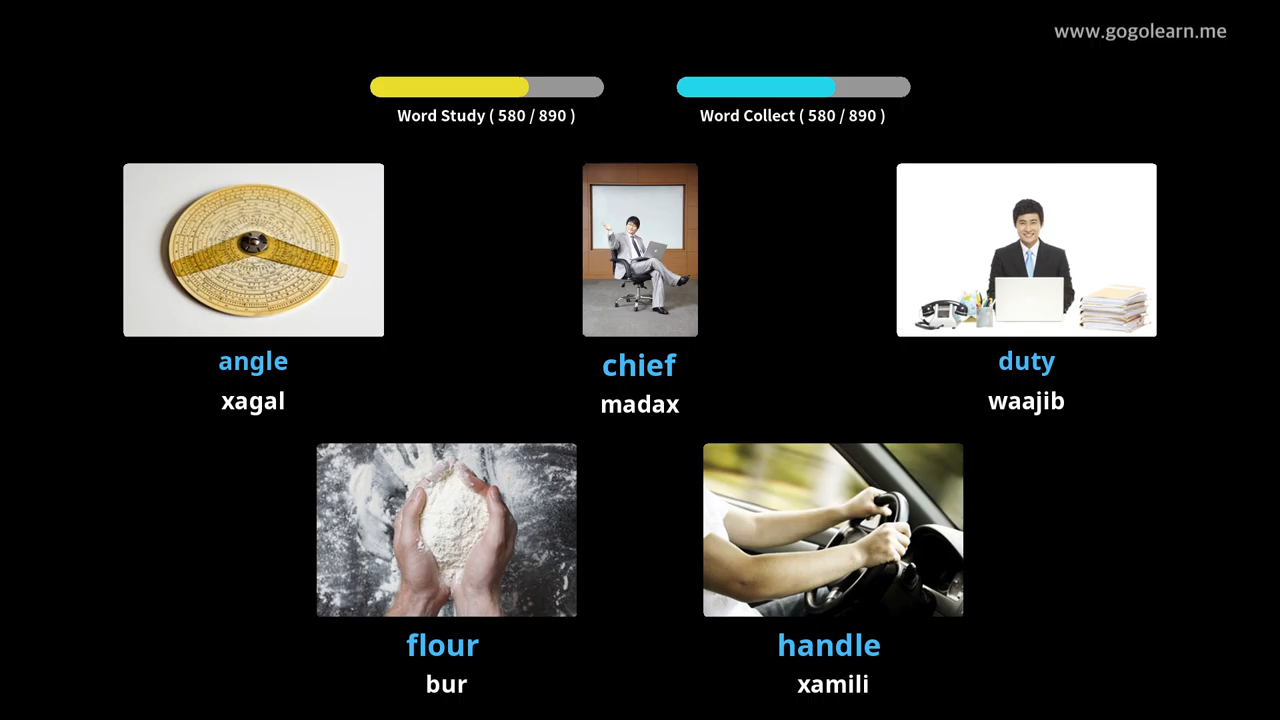 www.gogolearn.me
Word Study ( 580 / 890 )
Word Collect ( 580 / 890 )
angle
xagal
chief
madax
duty
waajib
flour
bur
handle
xamili